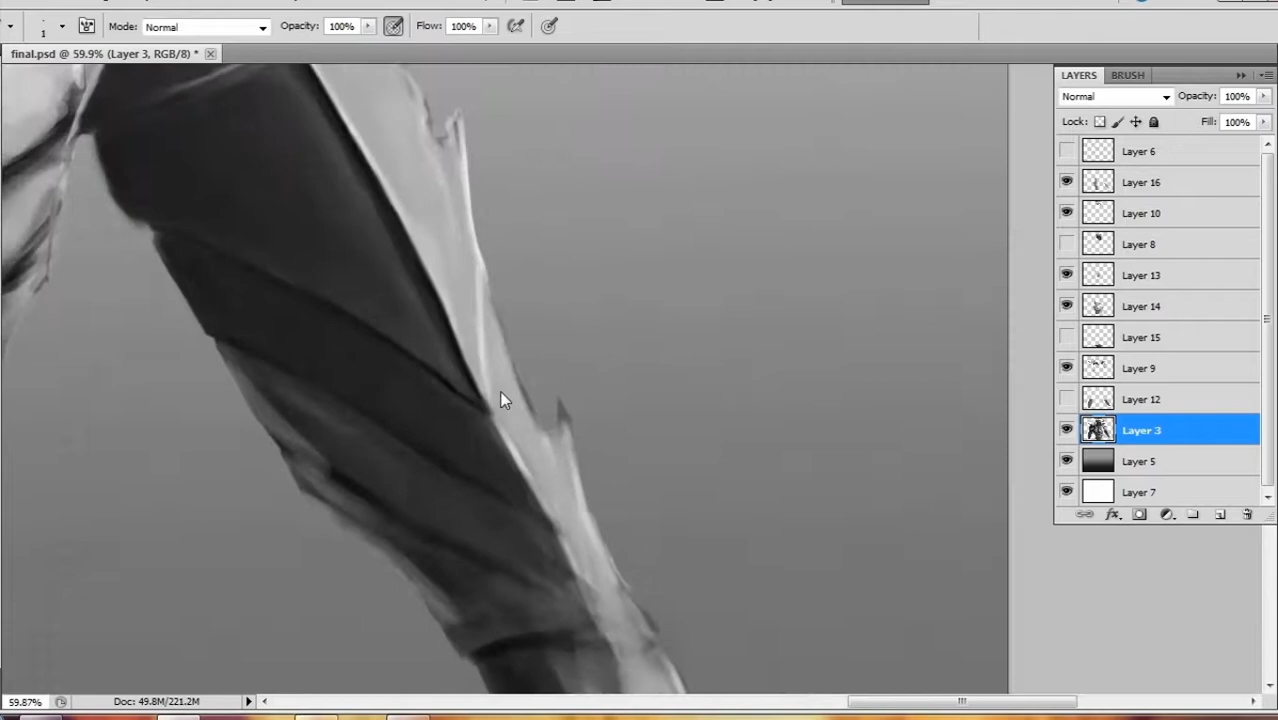 1 Mode: Normal Opacity: 100% Flow: 100%
final.psd @ 59.9% (Layer 3, RGB/8) *
LAYERS BRUSH
Normal Opacity: 100%
Lock: Fill: 100%
Layer 6
Layer 16
Layer 10
Layer 8
Layer 13
Layer 14
Layer 15
Layer 9
Layer 12
Layer 3
Layer 5
Layer 7
fx
59.87% Doc: 49.8M/221.2M